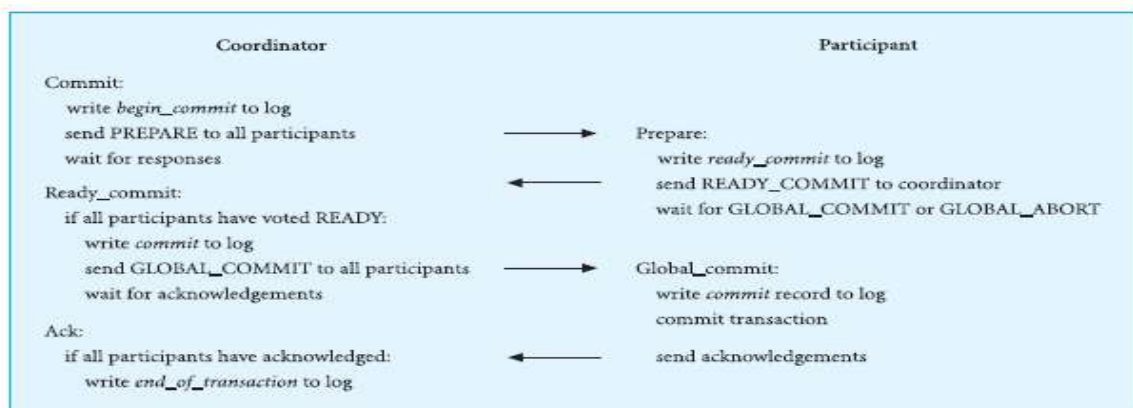 Coordinator
Participant
Commit:
write begin_commit to log
send PREPARE to all participants
wait for responses
Prepare:
write ready_commit to log
send READY_COMMIT to coordinator
wait for GLOBAL_COMMIT or GLOBAL_ABORT
Ready_commit:
if all participants have voted READY:
write commit to log
send GLOBAL_COMMIT to all participants
wait for acknowledgements
Global_commit:
write commit record to log
commit transaction
send acknowledgements
Ack:
if all participants have acknowledged:
write end_of_transaction to log